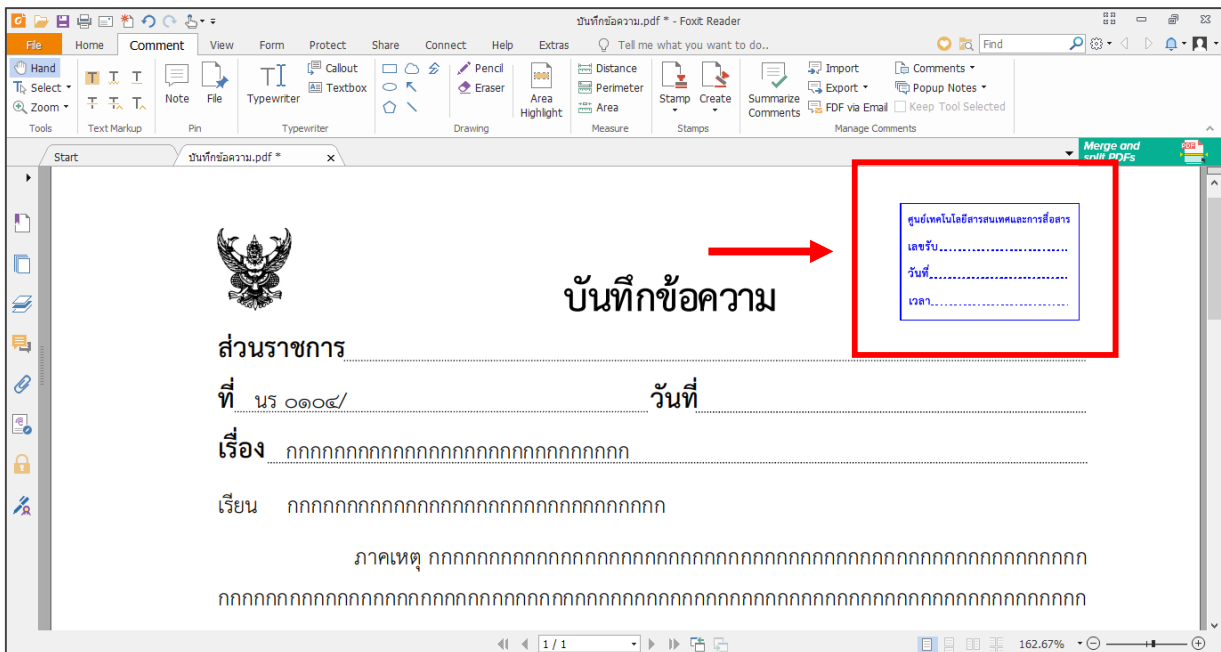 บันทึกข้อความ.pdf * - Foxit Reader
File Home Comment View Form Protect Share Connect Help Extras Tell me what you want to do.. Find
Hand
Select
Zoom
Tools
T T T
T T T
Text Markup
Note File
Pin
Typewriter
Callout
Textbox
Typewriter
Pencil
Eraser
Area Highlight
Drawing
Distance
Perimeter
Area
Measure
Stamp Create
Stamps
Summarize Comments
Import
Export
FDF via Email
Comments
Popup Notes
Keep Tool Selected
Manage Comments
Start บันทึกข้อความ.pdf * x
Merge and
split PDFs
PDF
ศูนย์เทคโนโลยีสารสนเทศและการสื่อสาร
เลขรับ
วันที่
เวลา
บันทึกข้อความ
ส่วนราชการ
ที่ นร ๐๑๐๔/ วันที่
เรื่อง กกกกกกกกกกกกกกกกกกกกกกกกกกกกก
เรียน กกกกกกกกกกกกกกกกกกกกกกกกกกกกกกกก
ภาคเหตุ กกกกกกกกกกกกกกกกกกกกกกกกกกกกกกกกกกกกกกกกกกกกกกกกกกกกกกกก
กกกกกกกกกกกกกกกกกกกกกกกกกกกกกกกกกกกกกกกกกกกกกกกกกกกกกกกกกกกกกกกกกกกกกกกกก
1 / 1 162.67%